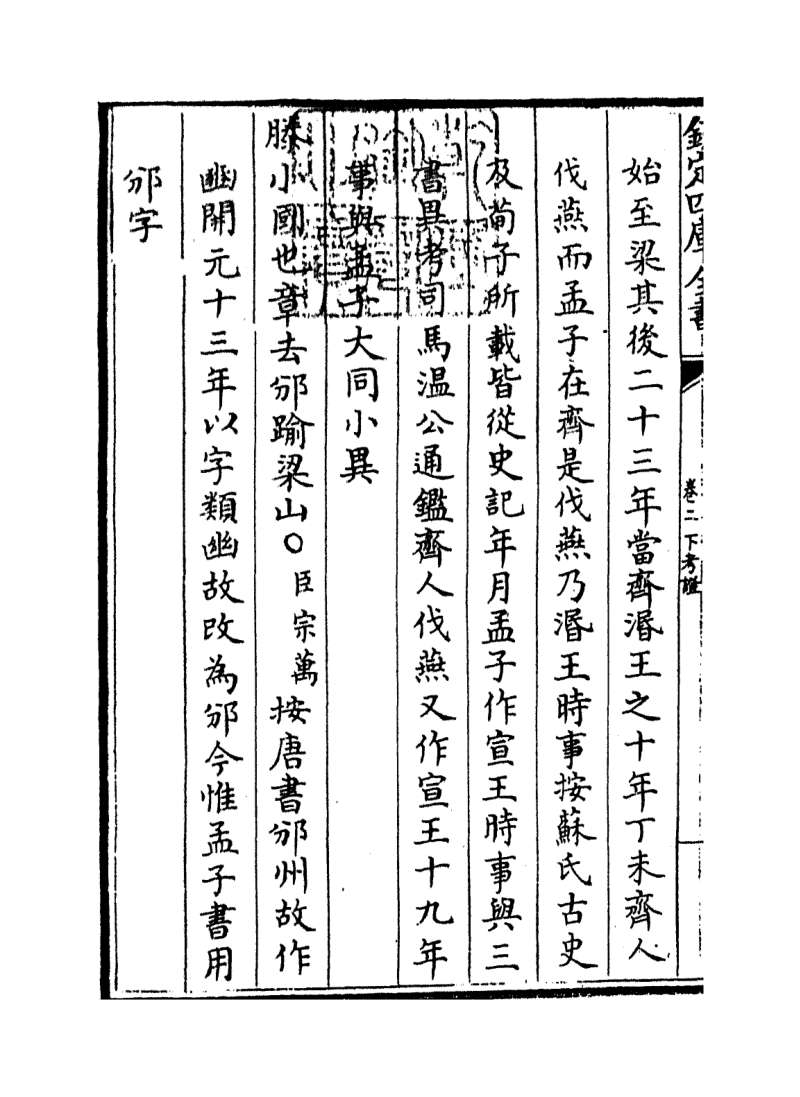 欽定四庫全書
卷二下考證
始至梁其後二十三年當齊湣王之十年丁未齊人
伐燕而孟子在齊是伐燕乃湣王時事按蘇氏古史
及荀子所載皆從史記年月孟子作宣王時事與三
書異考司馬温公通鑑齊人伐燕又作宣王十九年
事與孟子大同小異
滕小國也章去邠踰梁山〇臣宗萬按唐書邠州故作
豳開元十三年以字類幽故改為邠今惟孟子書用
邠字